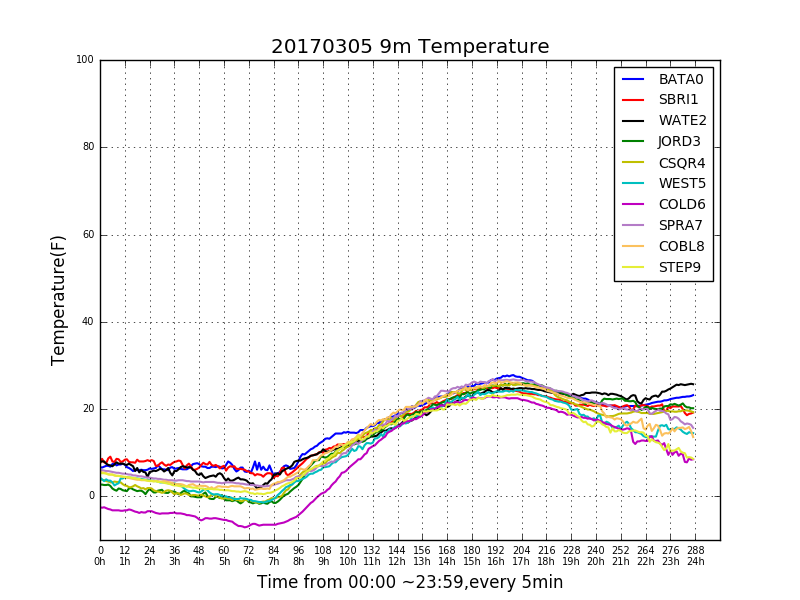 20170305 9m Temperature
100
80
60
40
20
0
Temperature(F)
BATA0
SBRI1
WATE2
JORD3
CSQR4
WEST5
COLD6
SPRA7
COBL8
STEP9
0 12 24 36 48 60 72 84 96 108 120 132 144 156 168 180 192 204 216 228 240 252 264 276 288
0h 1h 2h 3h 4h 5h 6h 7h 8h 9h 10h 11h 12h 13h 14h 15h 16h 17h 18h 19h 20h 21h 22h 23h 24h
Time from 00:00 ~23:59,every 5min